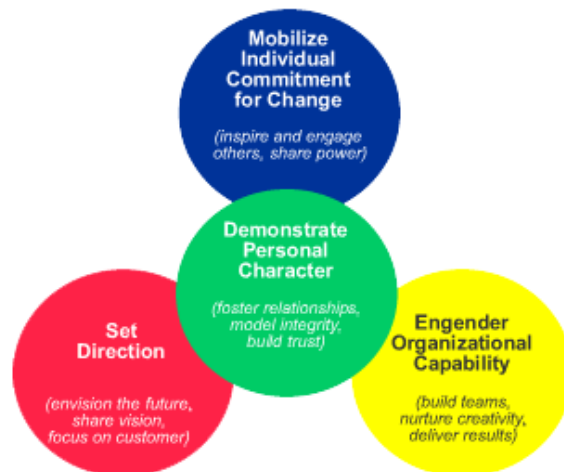 Mobilize
Individual
Commitment
for Change
(inspire and engage
others, share power)
Demonstrate
Personal
Character
(foster relationships,
model integrity,
build trust)
Set
Direction
(envision the future,
share vision,
focus on customer)
Engender
Organizational
Capability
(build teams,
nurture creativity,
deliver results)